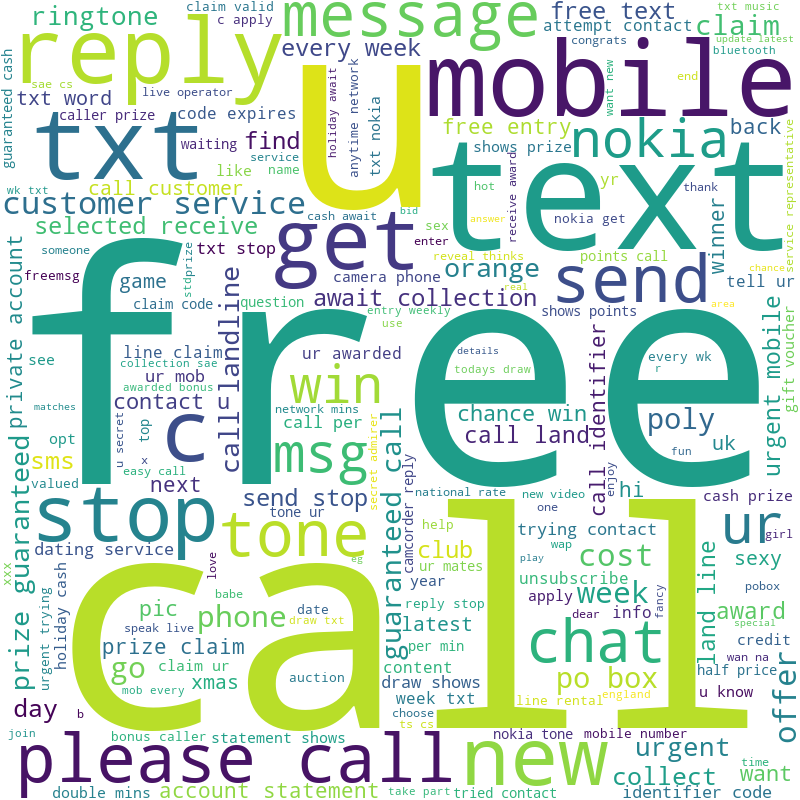 claim valid
txt music
ringtone
c apply
message
free text
congrats
attempt contact
claim
update latest
reply
u
every week
mobile
bluetooth
guaranteed cash
sae cs
live operator
holiday await
anytime network
txt nokia
want new
end
txt word
code expires
caller prize
txt
waiting
find
free entry
nokia
back
shows prize
like
service
name
text
service representative
wk txt
call customer
hot
receive award
yr
thank
customer service
cash await
bid
sex
nokia get
selected receive
get
answer
winner
someone
txt stop
enter
reveal thinks
points call
chance
private account
freemsg
stdprize
game
camera phone
orange
send
tell ur
real
claim code
question
await collection
shows points
area
free
call landline
entry weekly
use
call identifier
urgent mobile
gift voucher
see
line claim
ur awarded
details
every wk
collection sae
todays draw
r
ur mob
awarded bonus
win
matches
contact u
network mins
chance win
poly
u secret
top
c
call per
call land
uk
fun
opt
sms
x
msg
secret admirer
guaranteed call
camcorder reply
enjoy
valued
easy call
next
hi
cash prize
prize guaranteed
stop
send stop
national rate
new video
one
tone ur
tone
help
trying contact
ur
girl
dating service
eg
club
wap
cost
sexy
xxx
holiday cash
urgent trying
love
call
ur mates
play
unsubscribe
land line
year
week
pobox
babe
pic
phone
date
reply stop
apply
info
dear
fancy
award
speak live
draw txt
latest
chat
special
prize claim
per min
credit
go
claim ur
content
po box
wan na
half price
offer
mob every
xmas
auction
draw shows
u know
day
b
week txt
line rental
england
choose
ts cs
join
bonus caller
statement shows
nokia tone
mobile number
please call
new
urgent
time
collect
want
double mins
account statement
take part
tried contact
identifier code